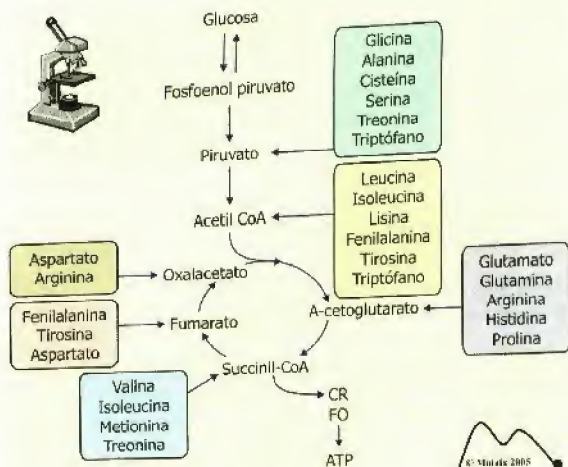 Glucosa
Fosfoenol piruvato
Piruvato
Glicina
Alanina
Cisteína
Serina
Treonina
Triptófano
Acetil CoA
Leucina
Isoleucina
Lisina
Fenilalanina
Tirosina
Triptófano
Aspartato
Arginina
Oxalacetato
A-cetoglutarato
Glutamato
Glutamina
Arginina
Histidina
Prolina
Fenilalanina
Tirosina
Aspartato
Fumarato
Succinil-CoA
Valina
Isoleucina
Metionina
Treonina
CR
FO
ATP
© Mataix 2005